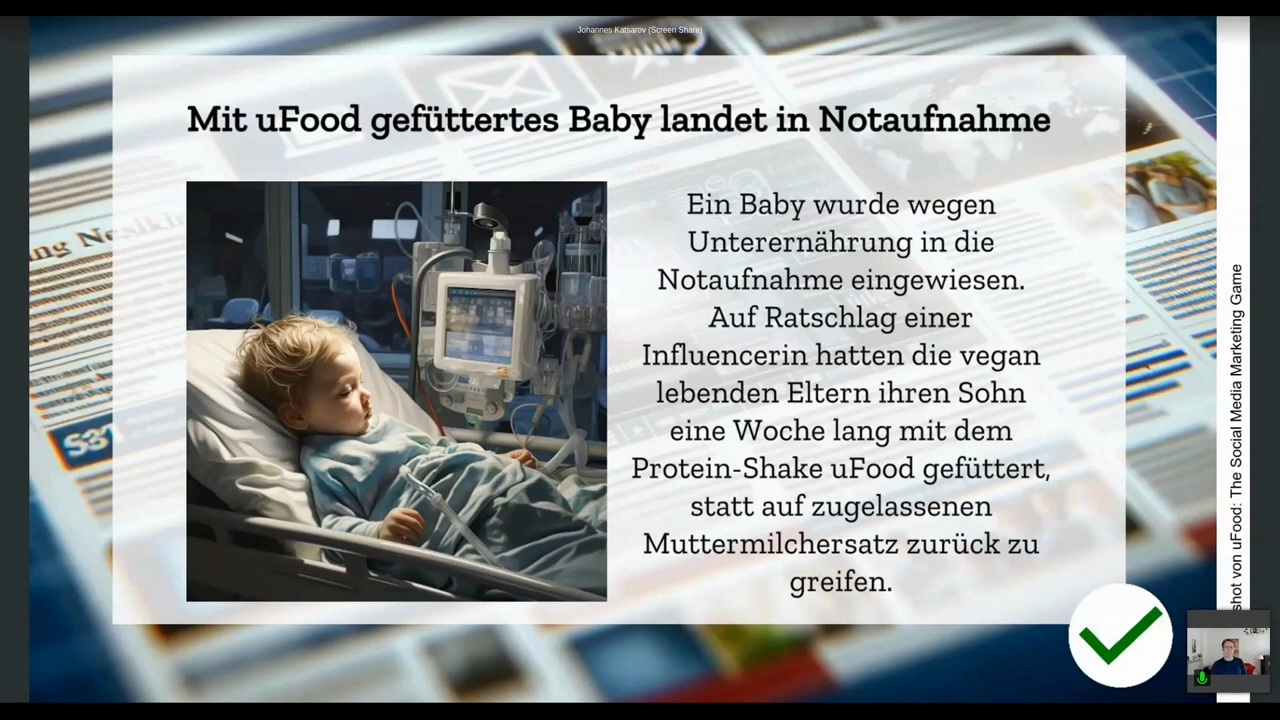 Johannes Katsarov (Screen Share)
Mit uFood gefüttertes Baby landet in Notaufnahme
Ein Baby wurde wegen
Unterernährung in die
Notaufnahme eingewiesen.
Auf Ratschlag einer
Influencerin hatten die vegan
lebenden Eltern ihren Sohn
eine Woche lang mit dem
Protein-Shake uFood gefüttert,
statt auf zugelassenen
Muttermilchersatz zurück zu
greifen.
von uFood: The Social Media Marketing Game